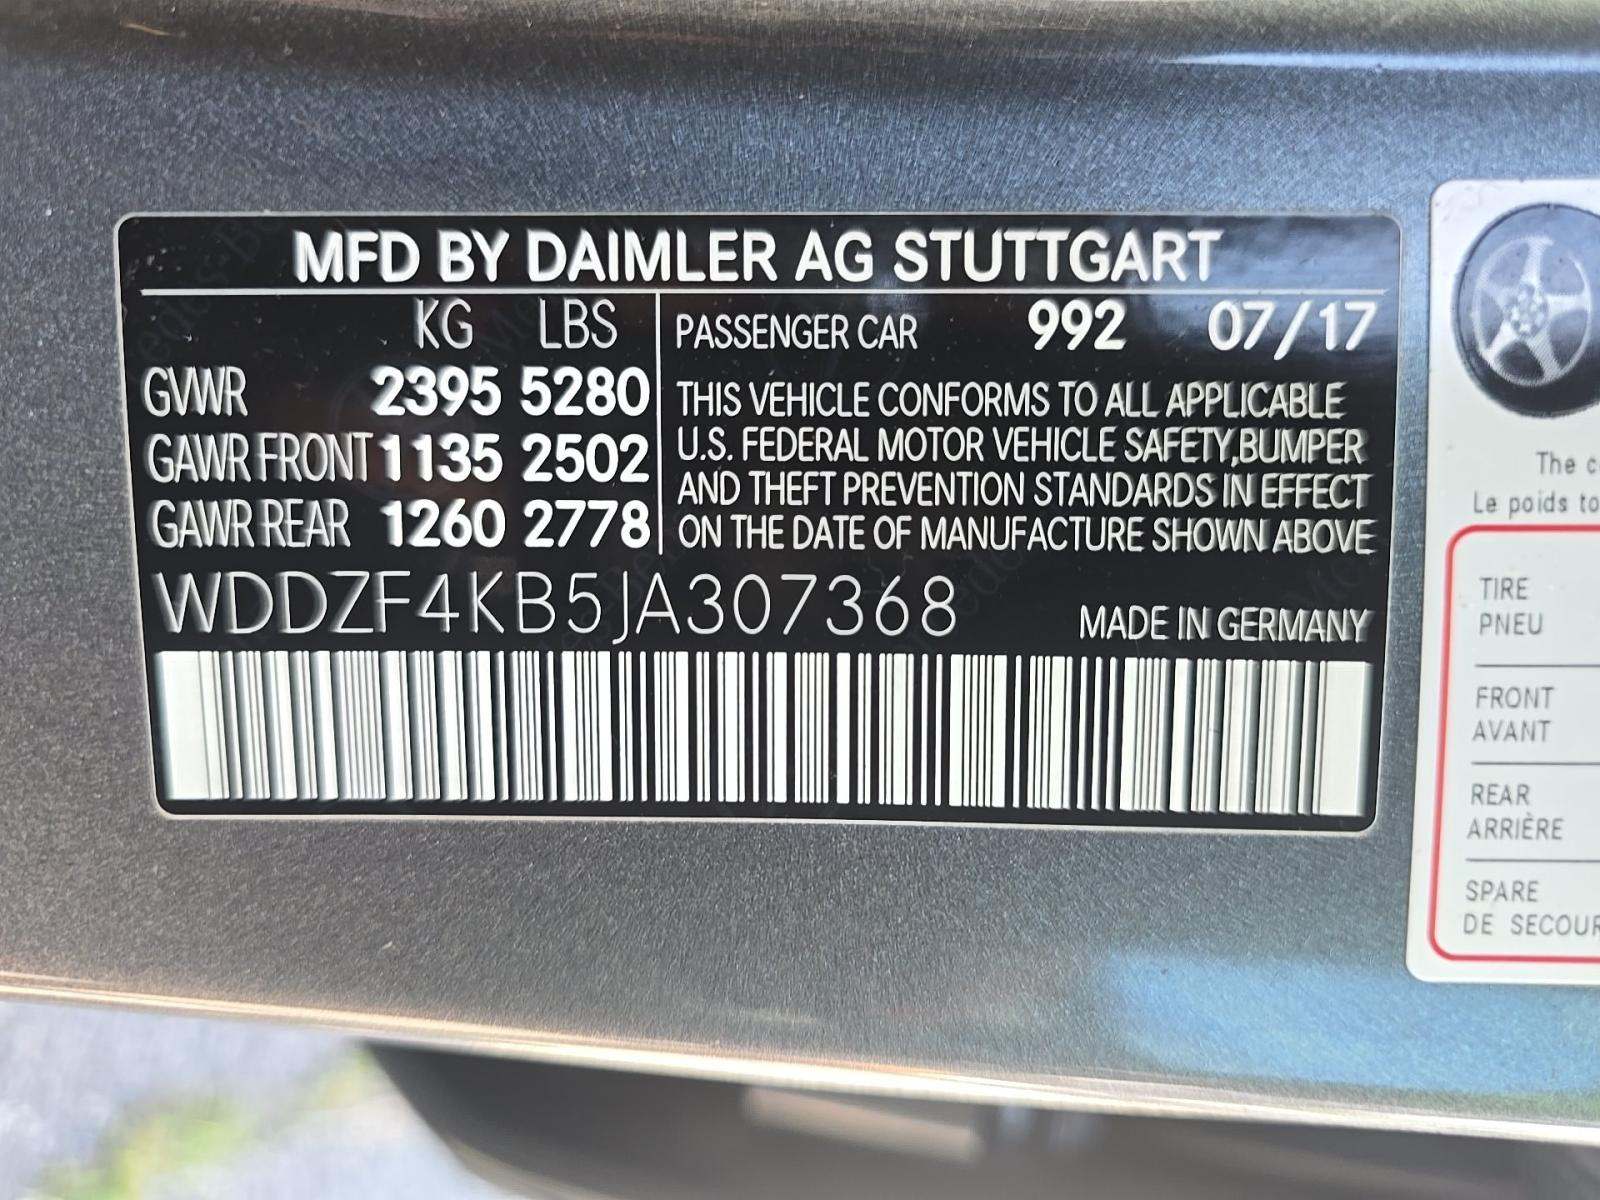 MFD BY DAIMLER AG STUTTGART
KG LBS
GVWR 2395 5280
GAWR FRONT 1135 2502
GAWR REAR 1260 2778
PASSENGER CAR 992 07/17
THIS VEHICLE CONFORMS TO ALL APPLICABLE
U.S. FEDERAL MOTOR VEHICLE SAFETY,BUMPER
AND THEFT PREVENTION STANDARDS IN EFFECT
ON THE DATE OF MANUFACTURE SHOWN ABOVE
WDDZF4KB5JA307368
MADE IN GERMANY
The
Le poids
TIRE
PNEU
FRONT
AVANT
REAR
ARRIÈRE
SPARE
DE